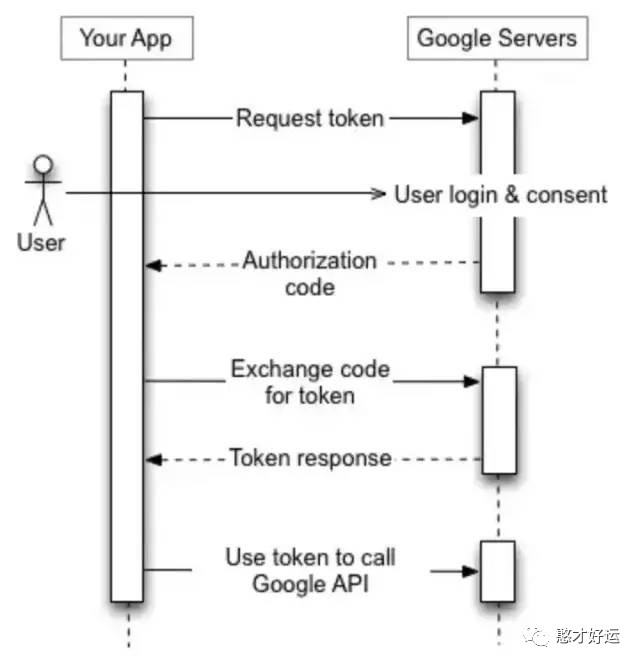 Your App
Google Servers
Request token
User login & consent
User
Authorization
code
Exchange code
for token
Token response
Use token to call
Google API
憨才好运